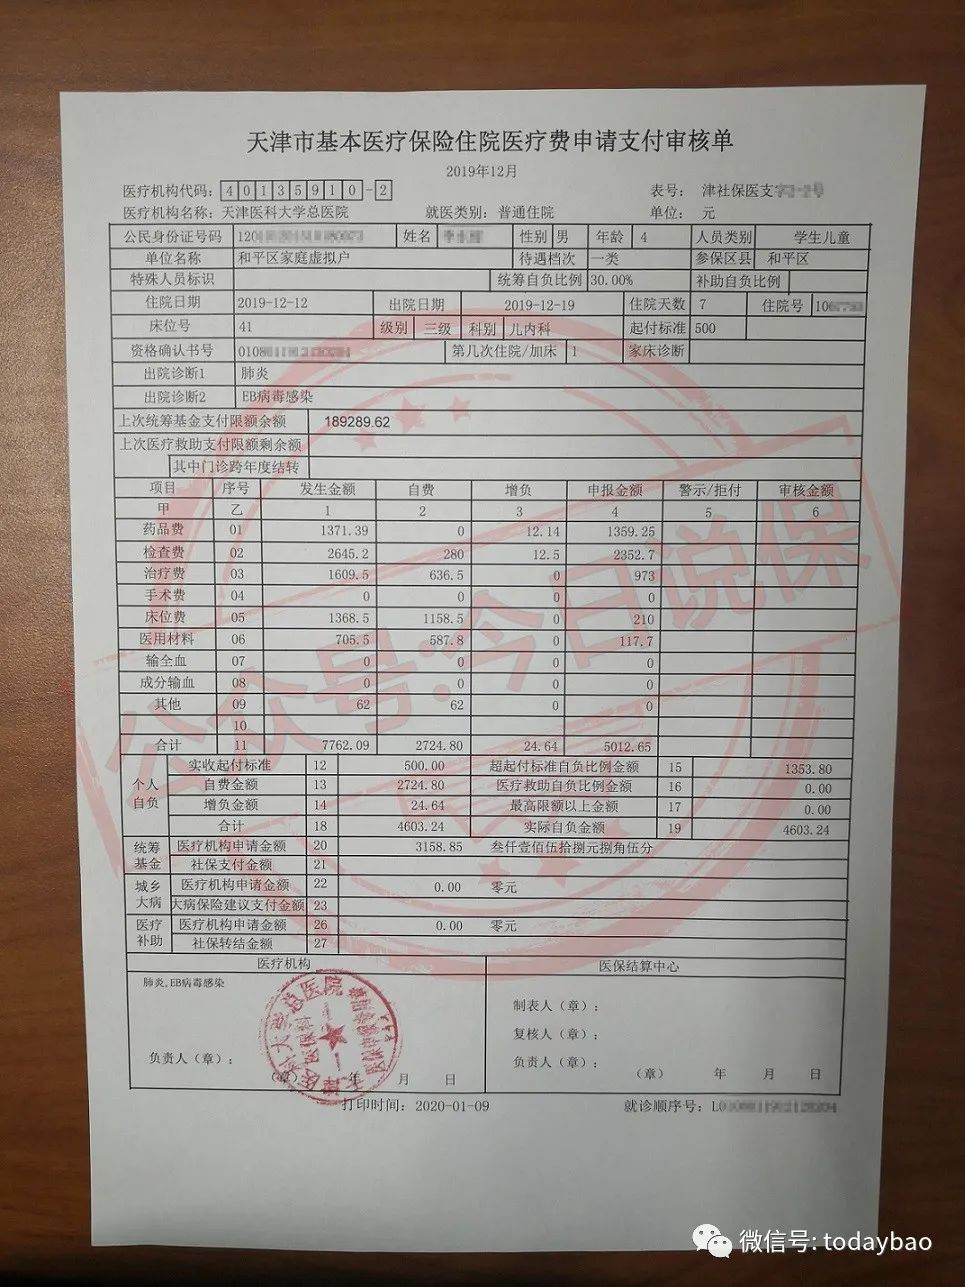 天津市基本医疗保险住院医疗费申请支付审核单
2019年12月
医疗机构代码: 40135910-2 表号: 津社保医支
医疗机构名称: 天津医科大学总医院 就医类别: 普通住院 单位: 元
公民身份证号码 120 姓名 性别 男 年龄 4 人员类别 学生儿童
单位名称 和平区家庭虚拟户 待遇档次 一类 参保区县 和平区
特殊人员标识 统筹自负比例 30.00% 补助自负比例
住院日期 2019-12-12 出院日期 2019-12-19 住院天数 7 住院号 10
床位号 41 级别 三级 科别 儿内科 起付标准 500
资格确认书号 0108 第几次住院/加床 1 家床诊断
出院诊断1 肺炎
出院诊断2 EB病毒感染
上次统筹基金支付限额余额 189289.62
上次医疗救助支付限额剩余额
其中门诊跨年度结转
项目 序号 发生金额 自费 增负 申报金额 警示/拒付 审核金额
甲 乙 1 2 3 4 5 6
药品费 01 1371.39 0 12.14 1359.25
检查费 02 2645.2 280 12.5 2352.7
治疗费 03 1609.5 636.5 0 973
手术费 04 0 0 0 0
床位费 05 1368.5 1158.5 0 210
医用材料 06 705.5 587.8 0 117.7
输全血 07 0 0 0 0
成分输血 08 0 0 0 0
其他 09 62 62 0 0
10
合计 11 7762.09 2724.80 24.64 5012.65
个人自负 实收起付标准 12 500.00 超起付标准自负比例金额 15 1353.80
自费金额 13 2724.80 医疗救助自负比例金额 16 0.00
增负金额 14 24.64 最高限额以上金额 17 0.00
合计 18 4603.24 实际自负金额 19 4603.24
统筹基金 医疗机构申请金额 20 3158.85 叁仟壹佰伍拾捌元捌角伍分
社保支付金额 21
城乡大病 医疗机构申请金额 22 0.00 零元
大病保险建议支付金额 23
医疗补助 医疗机构申请金额 26 0.00 零元
社保转结金额 27
医疗机构 医保结算中心
肺炎,EB病毒感染
制表人（章）:
复核人（章）:
负责人（章）: 负责人（章）:
（章） 年 月 日 （章） 年 月 日
打印时间: 2020-01-09 就诊顺序号: L0
公众号:今日说保
微信号: todaybao